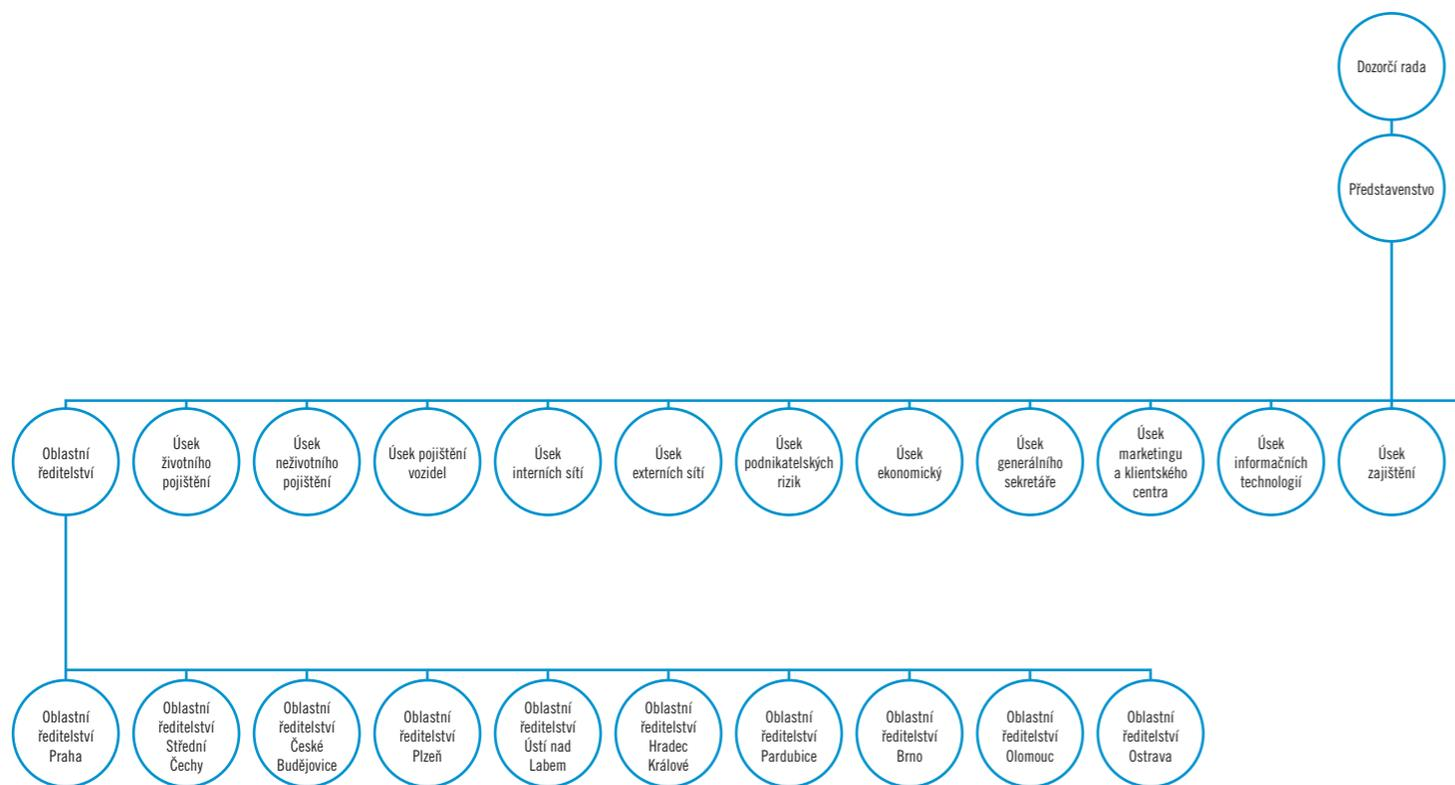 Dozorčí rada
Představenstvo
Oblastní
ředitelství
Úsek
životního
pojištění
Úsek
neživotního
pojištění
Úsek pojištění
vozidel
Úsek
interních sítí
Úsek
externích sítí
Úsek
podnikatelských
rizik
Úsek
ekonomický
Úsek
generálního
sekretáře
Úsek
marketingu
a klientského
centra
Úsek
informačních
technologií
Úsek
zajištění
Oblastní
ředitelství
Praha
Oblastní
ředitelství
Střední
Čechy
Oblastní
ředitelství
České
Budějovice
Oblastní
ředitelství
Plzeň
Oblastní
ředitelství
Ústí nad
Labem
Oblastní
ředitelství
Hradec
Králové
Oblastní
ředitelství
Pardubice
Oblastní
ředitelství
Brno
Oblastní
ředitelství
Olomouc
Oblastní
ředitelství
Ostrava